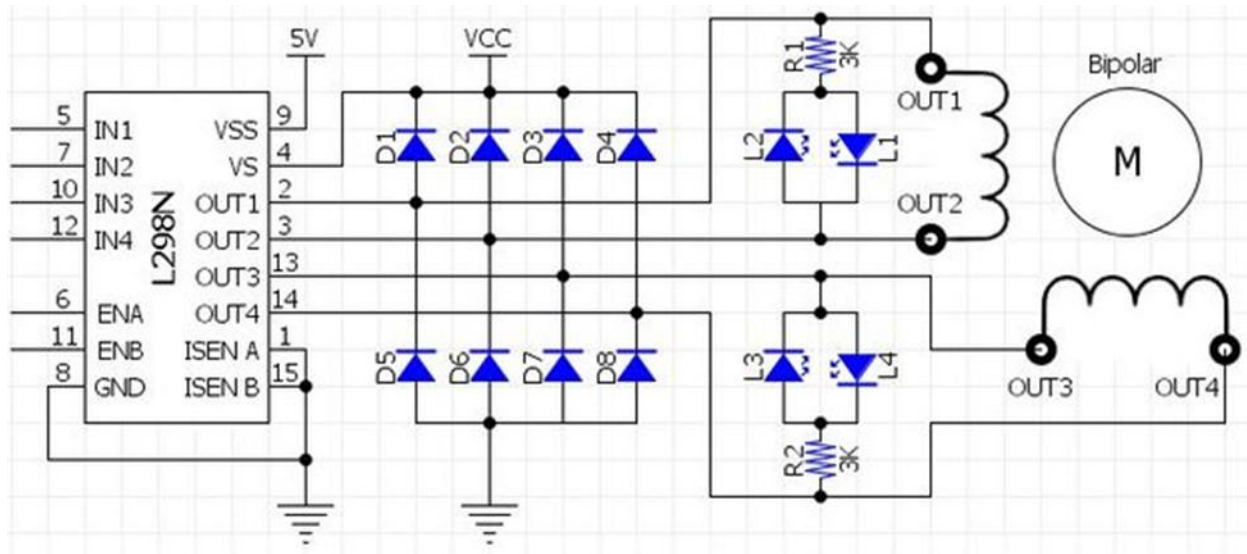 5V
VCC
R1
3K
Bipolar
OUT1
5
IN1
VSS
9
D1
D2
D3
D4
L2
L1
M
7
IN2
VS
4
10
IN3
OUT1
2
OUT2
12
IN4
L298N
OUT2
3
OUT3
13
6
ENA
OUT4
14
11
ENB
ISEN A
1
D5
D6
D7
D8
L3
L4
8
GND
ISEN B
15
OUT3
OUT4
R2
3K